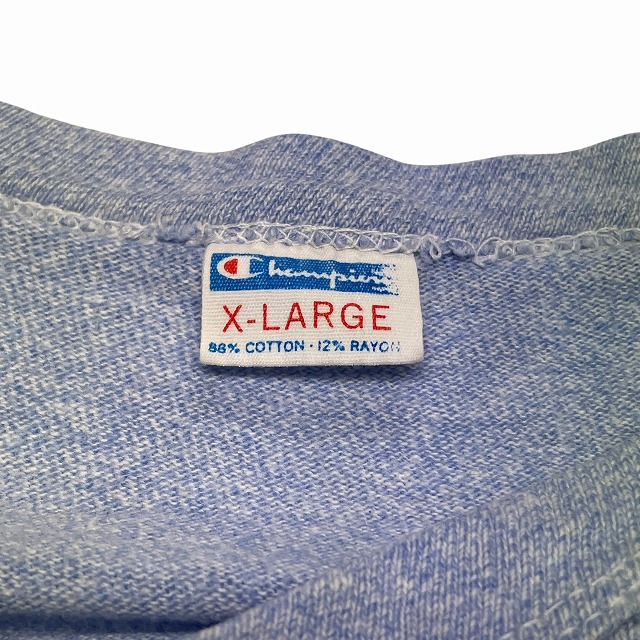 Champion
X-LARGE
88% COTTON · 12% RAYON